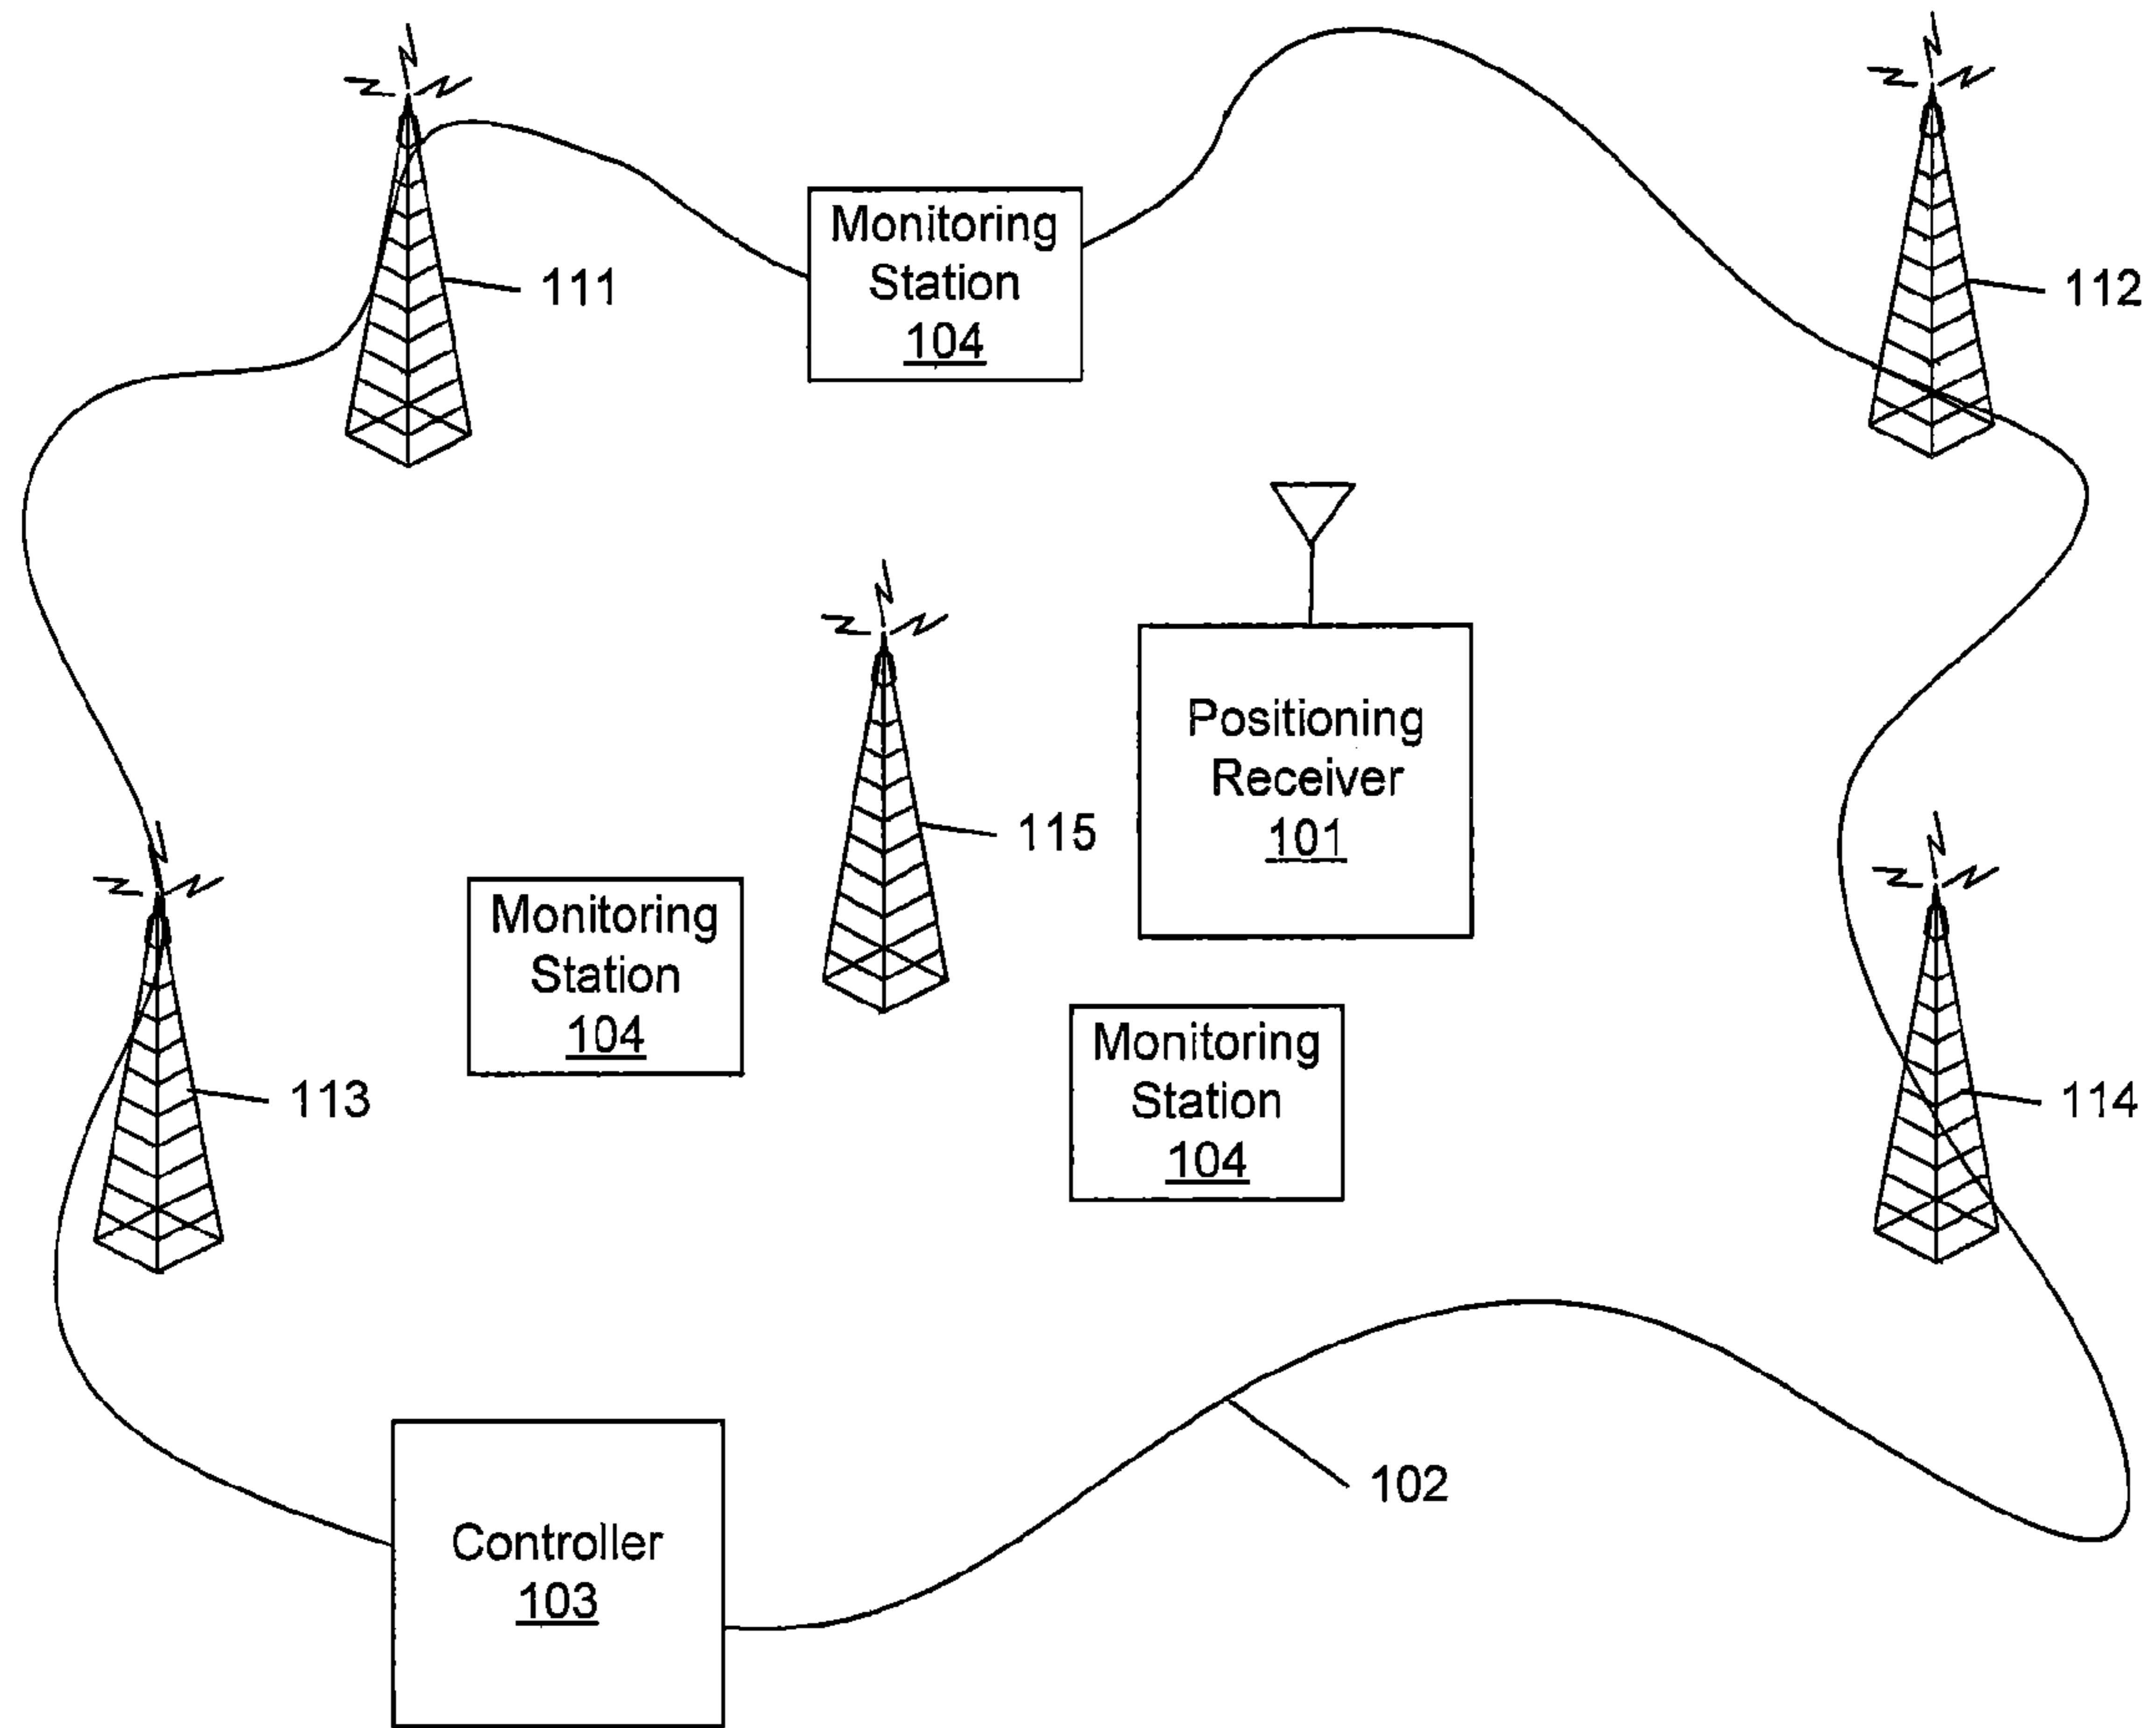 111
Monitoring
Station
104
112
Positioning
Receiver
101
115
Monitoring
Station
104
113
Monitoring
Station
104
114
102
Controller
103